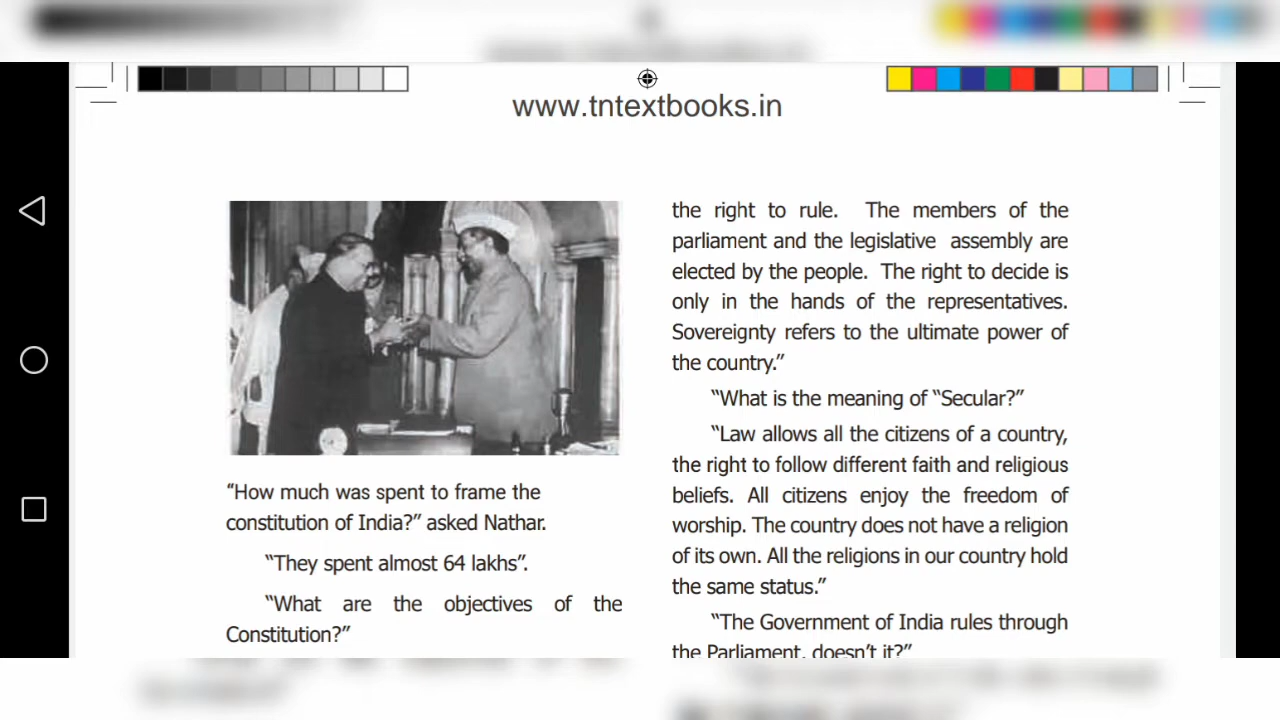 www.tntextbooks.in
“How much was spent to frame the
constitution of India?” asked Nathar.
“They spent almost 64 lakhs”.
“What are the objectives of the
Constitution?”
the right to rule. The members of the
parliament and the legislative assembly are
elected by the people. The right to decide is
only in the hands of the representatives.
Sovereignty refers to the ultimate power of
the country.”
“What is the meaning of “Secular?”
“Law allows all the citizens of a country,
the right to follow different faith and religious
beliefs. All citizens enjoy the freedom of
worship. The country does not have a religion
of its own. All the religions in our country hold
the same status.”
“The Government of India rules through
the Parliament, doesn’t it?”